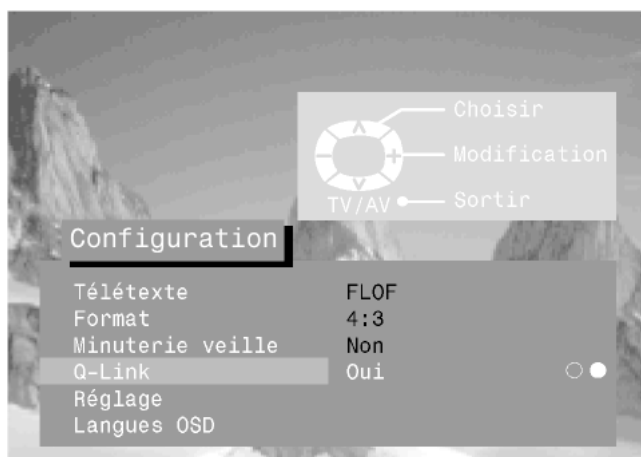 Choisir
Modification
TV/AV Sortir
Configuration
Télétexte FLOF
Format 4:3
Minuterie veille Non
Q-Link Oui
Réglage
Langues OSD